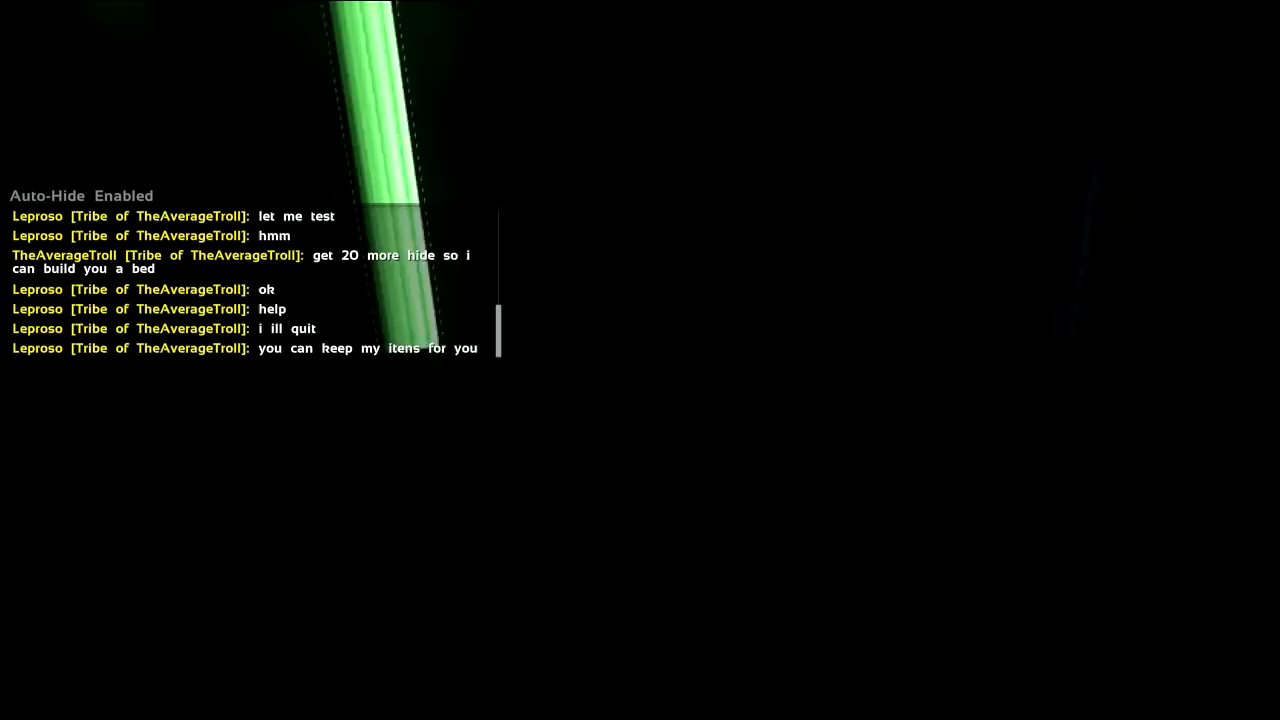 Auto-Hide Enabled
Leproso [Tribe of TheAverageTroll]: let me test
Leproso [Tribe of TheAverageTroll]: hmm
TheAverageTroll [Tribe of TheAverageTroll]: get 20 more hide so i
can build you a bed
Leproso [Tribe of TheAverageTroll]: ok
Leproso [Tribe of TheAverageTroll]: help
Leproso [Tribe of TheAverageTroll]: i ill quit
Leproso [Tribe of TheAverageTroll]: you can keep my itens for you